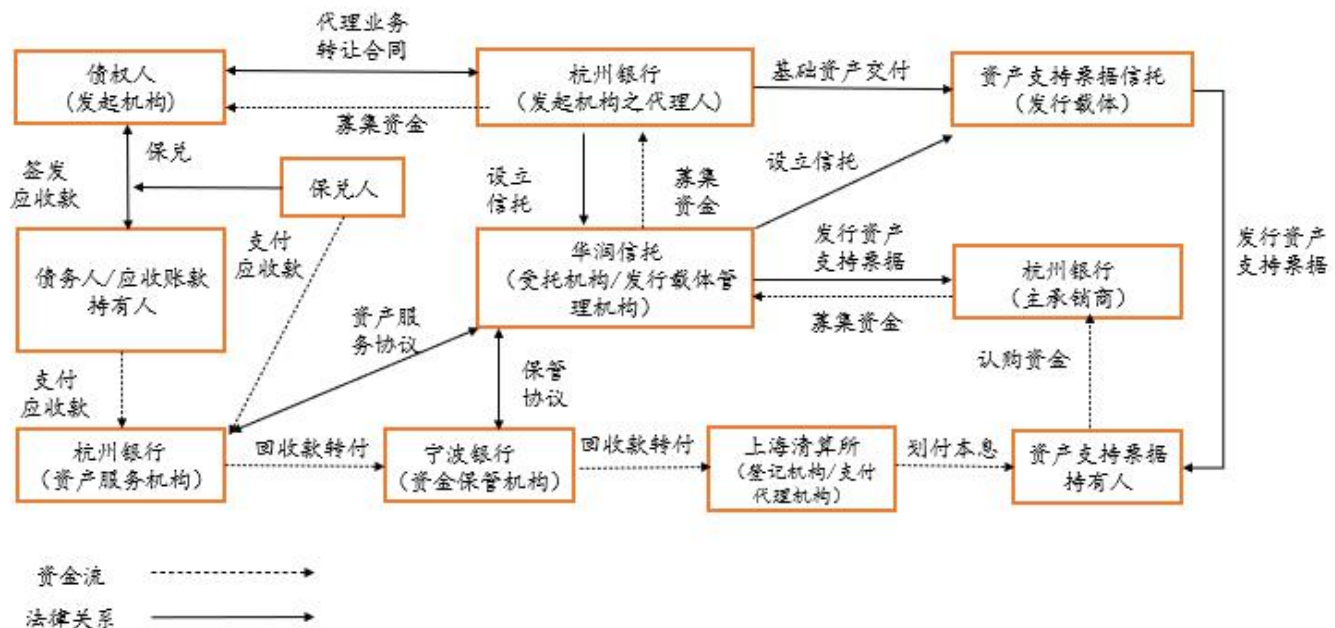 代理业务
转让合同
债权人
（发起机构）
杭州银行
（发起机构之代理人）
基础资产交付
资产支持票据信托
（发行载体）
募集资金
签发
应收款
保兑
保兑人
设立
信托
募集
资金
设立信托
支付
应收款
债务人/应收账款
持有人
华润信托
（受托机构/发行载体管
理机构）
发行资产
支持票据
杭州银行
（主承销商）
发行资产
支持票据
募集资金
资产服
务协议
认购资金
保管
协议
支付
应收款
杭州银行
（资产服务机构）
回收款转付
宁波银行
（资金保管机构）
回收款转付
上海清算所
（登记机构/支付
代理机构）
划付本息
资产支持票据
持有人
资金流
法律关系